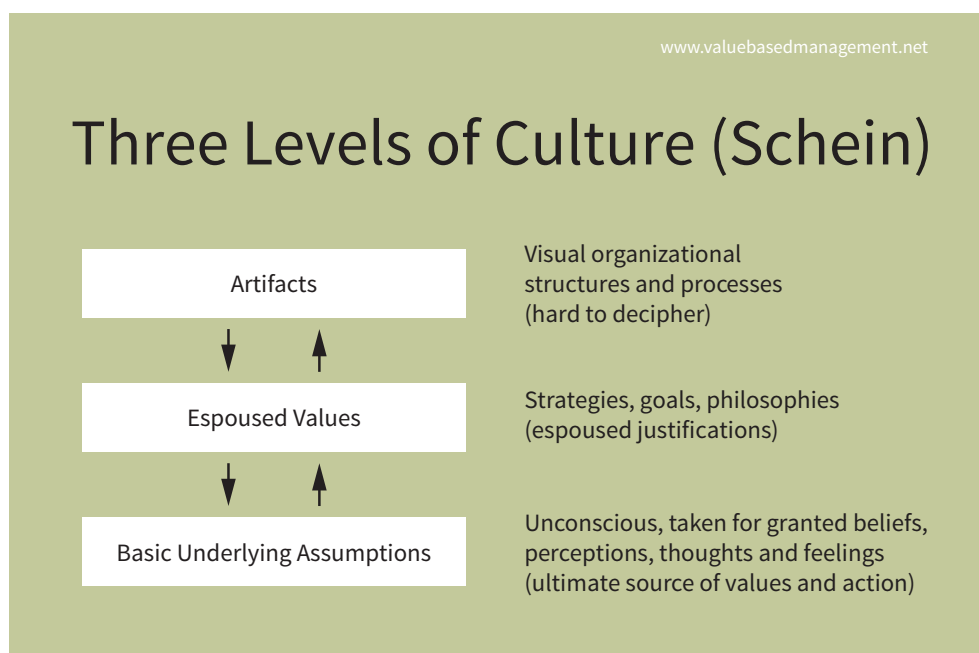 www.valuebasedmanagement.net
Three Levels of Culture (Schein)
Artifacts
Visual organizational
structures and processes
(hard to decipher)
Espoused Values
Strategies, goals, philosophies
(espoused justifications)
Basic Underlying Assumptions
Unconscious, taken for granted beliefs,
perceptions, thoughts and feelings
(ultimate source of values and action)